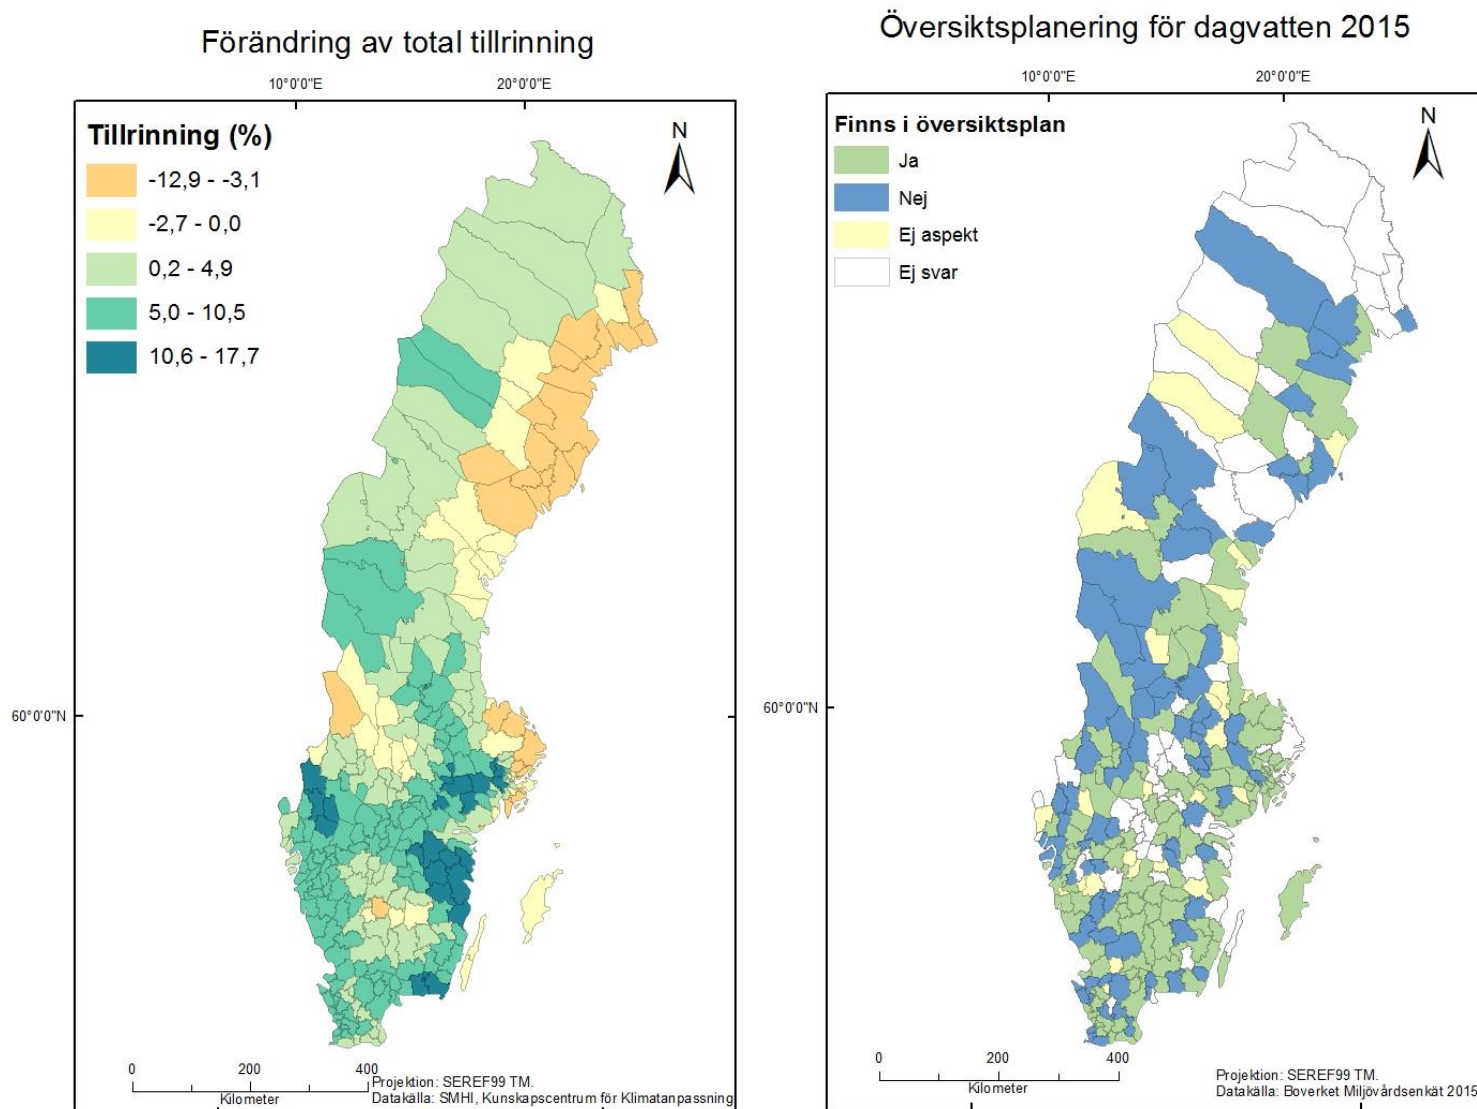 Förändring av total tillrinning
10°0'0"E
20°0'0"E
Tillrinning (%)
-12,9 - -3,1
-2,7 - 0,0
0,2 - 4,9
5,0 - 10,5
10,6 - 17,7
N
60°0'0"N
0
200
400
Kilometer
Projektion: SEREF99 TM.
Datakälla: SMHI, Kunskapscentrum för Klimatanpassning
Översiktsplanering för dagvatten 2015
10°0'0"E
20°0'0"E
Finns i översiktsplan
Ja
Nej
Ej aspekt
Ej svar
N
60°0'0"N
0
200
400
Kilometer
Projektion: SEREF99 TM.
Datakälla: Boverket Miljövårdsenkät 2015